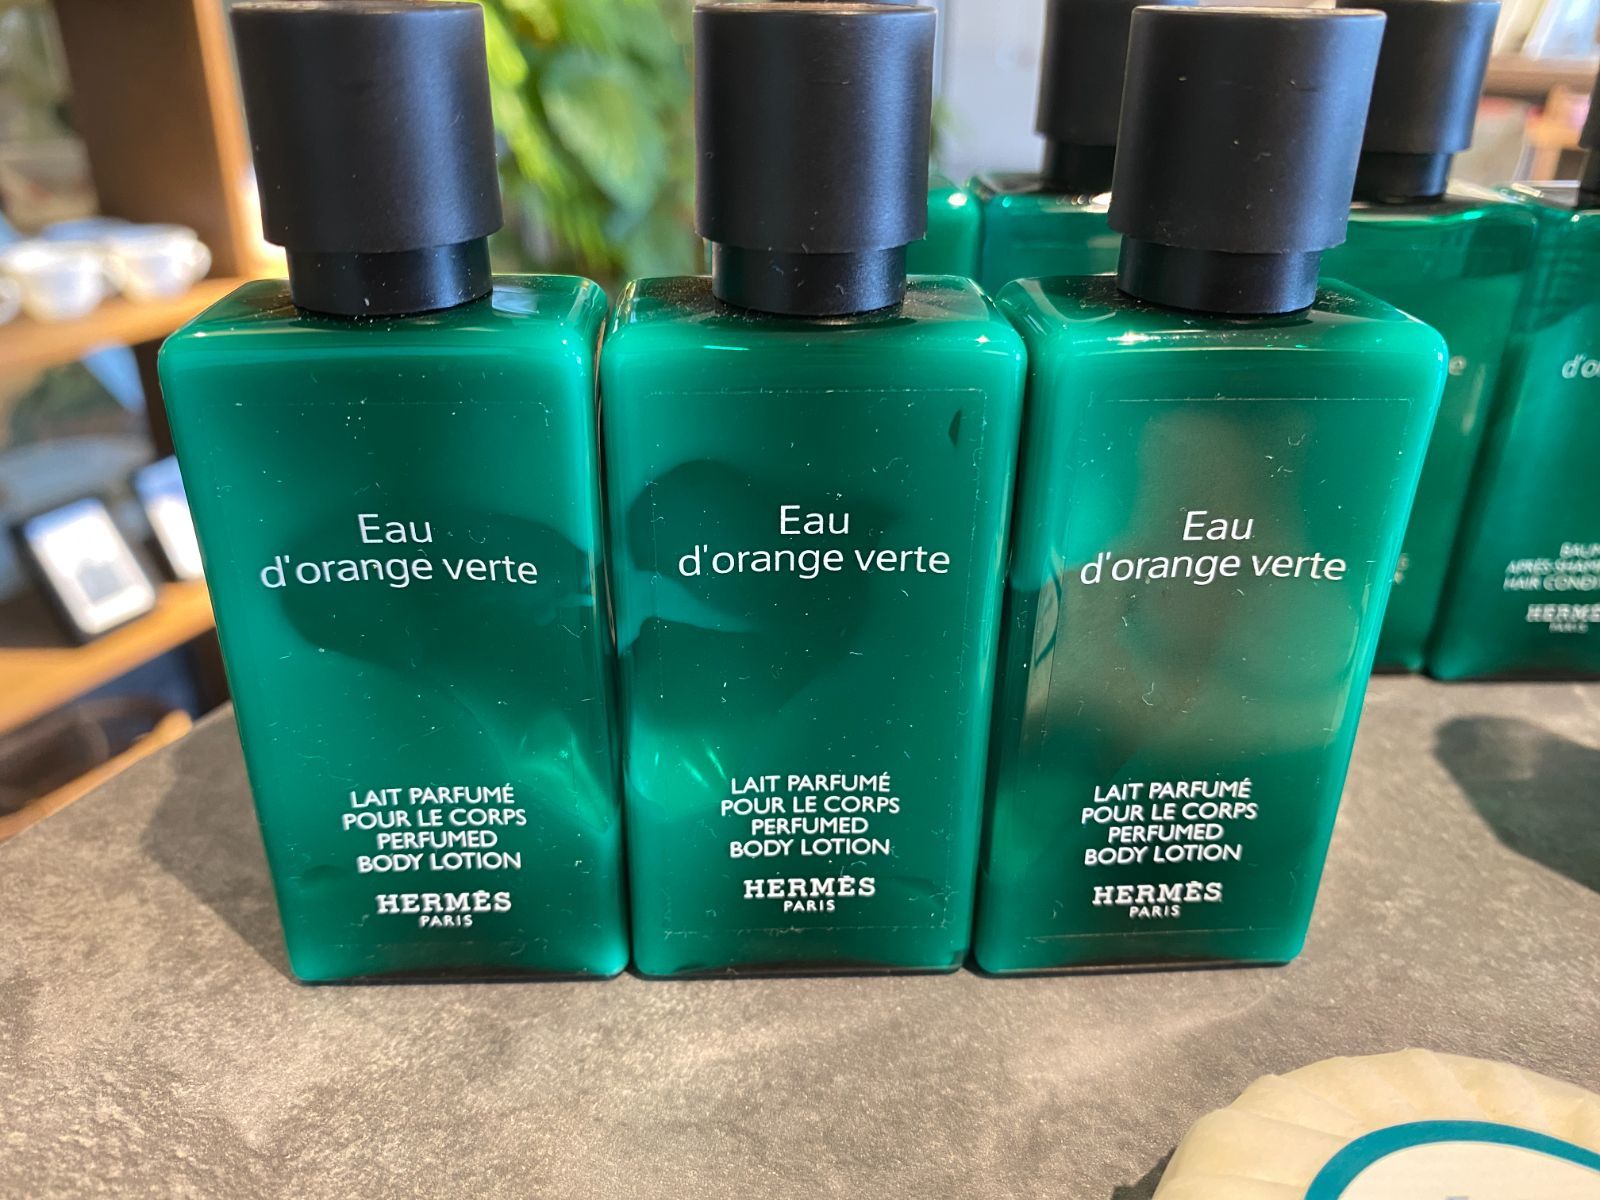 Eau
d'orange verte
LAIT PARFUMÉ
POUR LE CORPS
PERFUMED
BODY LOTION
HERMÈS
PARIS
Eau
d'orange verte
LAIT PARFUMÉ
POUR LE CORPS
PERFUMED
BODY LOTION
HERMÈS
PARIS
Eau
d'orange verte
LAIT PARFUMÉ
POUR LE CORPS
PERFUMED
BODY LOTION
HERMÈS
PARIS
HAIR
PARIS